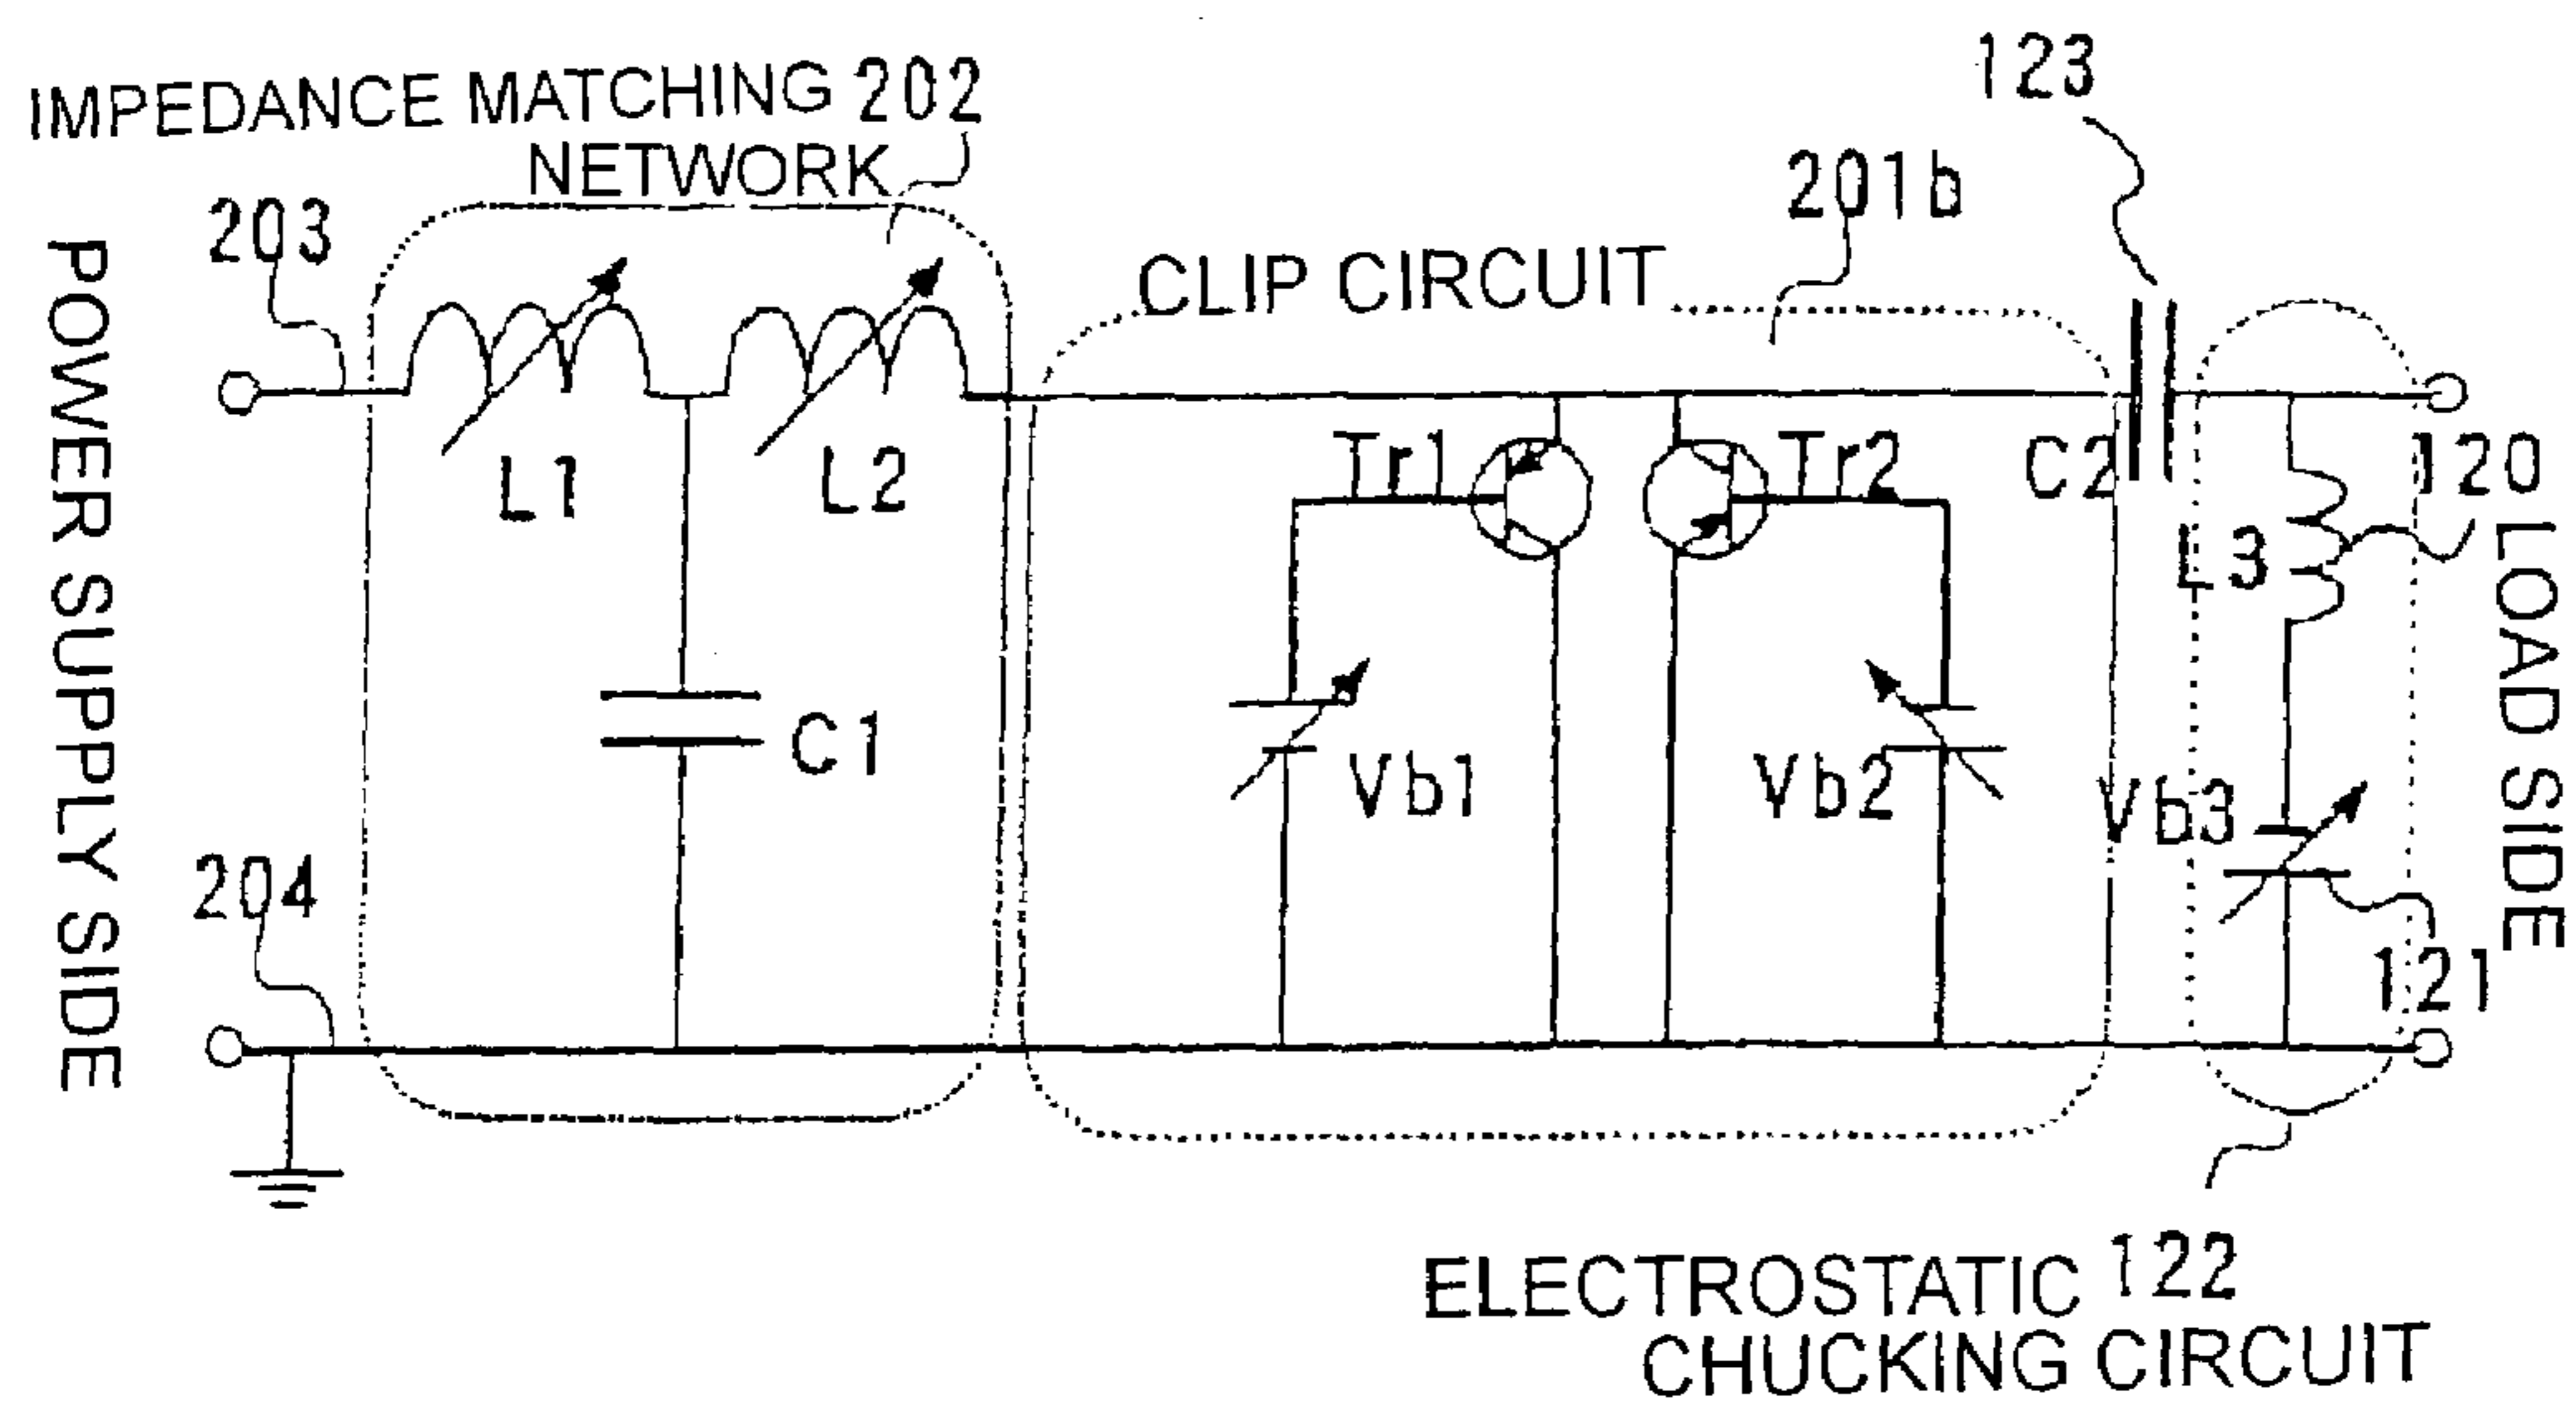 IMPEDANCE MATCHING 202
NETWORK
123
201b
203
CLIP CIRCUIT
POWER SUPPLY SIDE
L1
L2
Tr1
Tr2
C2
120
L3
LOAD SIDE
C1
Vb1
Vb2
Vb3
204
121
ELECTROSTATIC 122
CHUCKING CIRCUIT